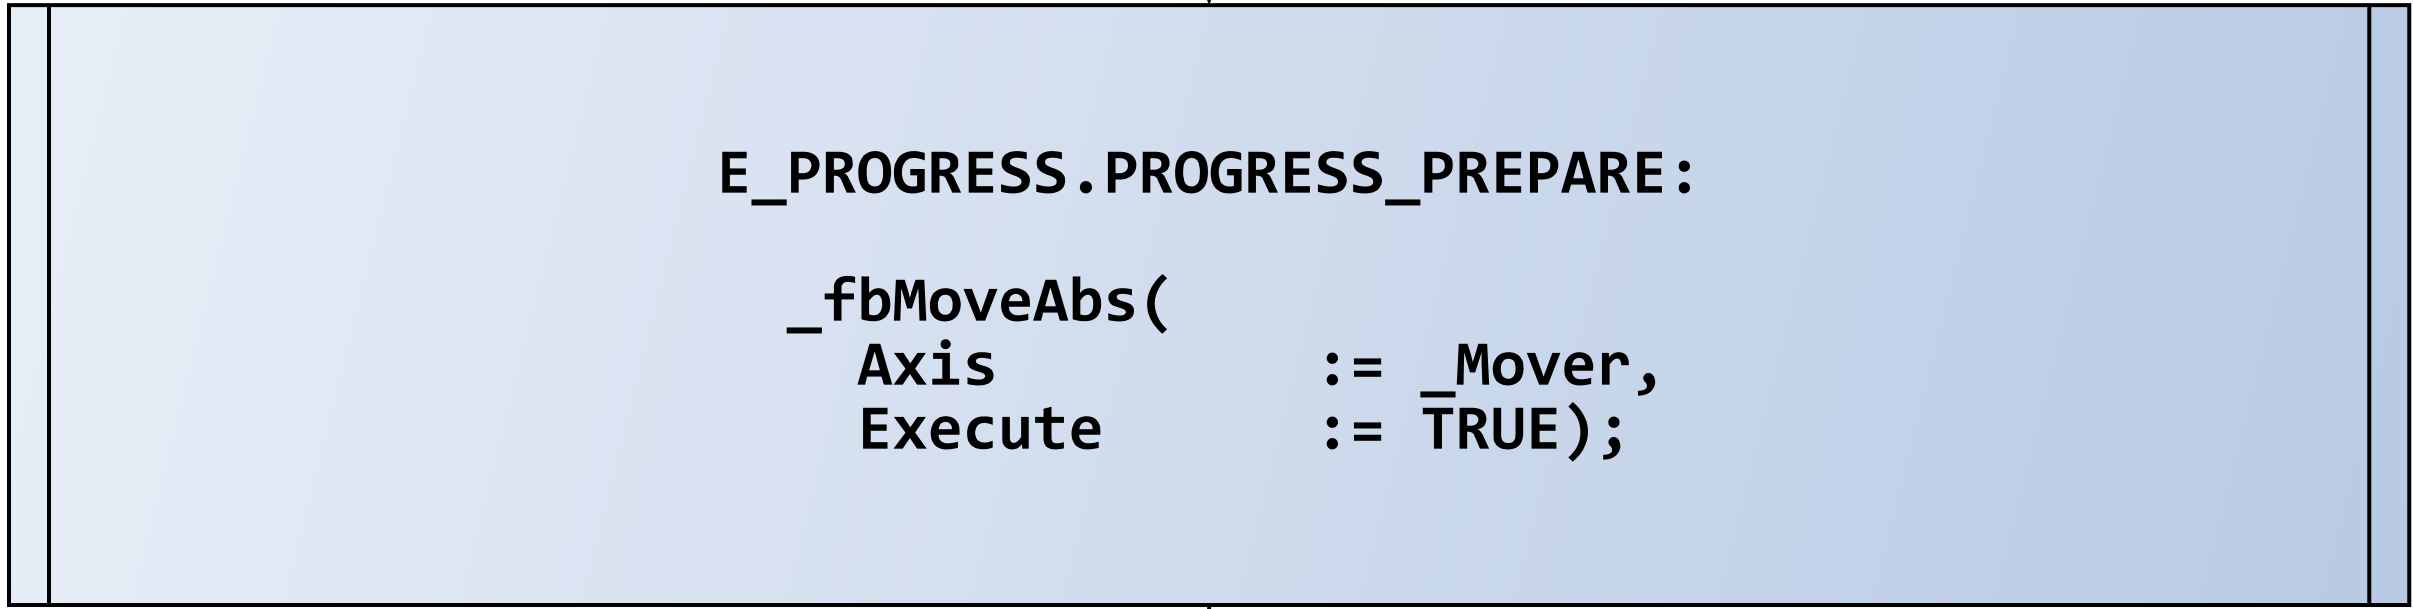 E_PROGRESS.PROGRESS_PREPARE:
_fbMoveAbs(
Axis := _Mover,
Execute := TRUE);